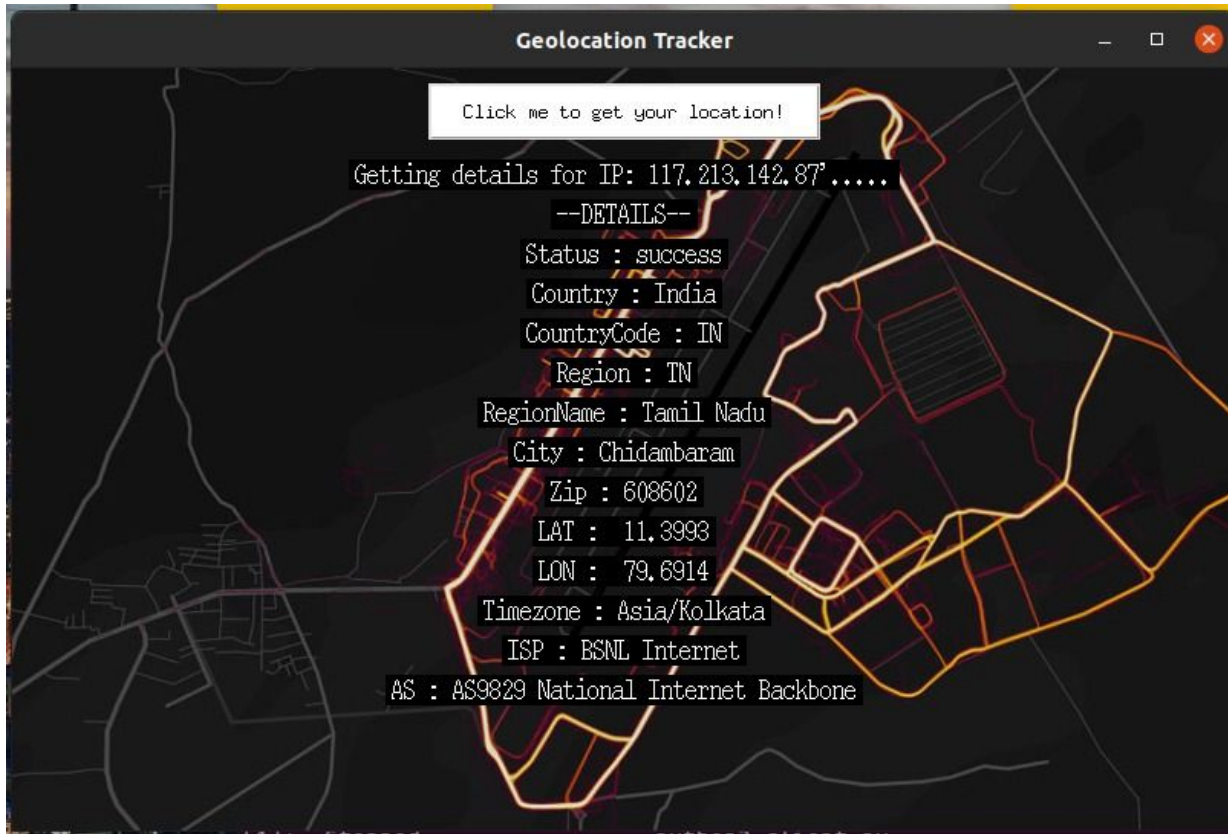 Geolocation Tracker
Click me to get your location!
Getting details for IP: 117.213.142.87'.....
--DETAILS--
Status : success
Country : India
CountryCode : IN
Region : TN
RegionName : Tamil Nadu
City : Chidambaram
Zip : 608602
LAT :  11.3993
LON :  79.6914
Timezone : Asia/Kolkata
ISP : BSNL Internet
AS : AS9829 National Internet Backbone